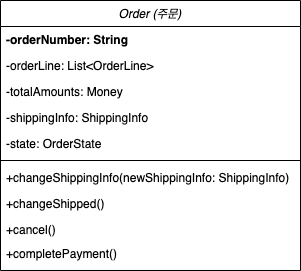 Order (주문)
-orderNumber: String
-orderLine: List<OrderLine>
-totalAmounts: Money
-shippingInfo: ShippingInfo
-state: OrderState
+changeShippingInfo(newShippingInfo: ShippingInfo)
+changeShipped()
+cancel()
+completePayment()